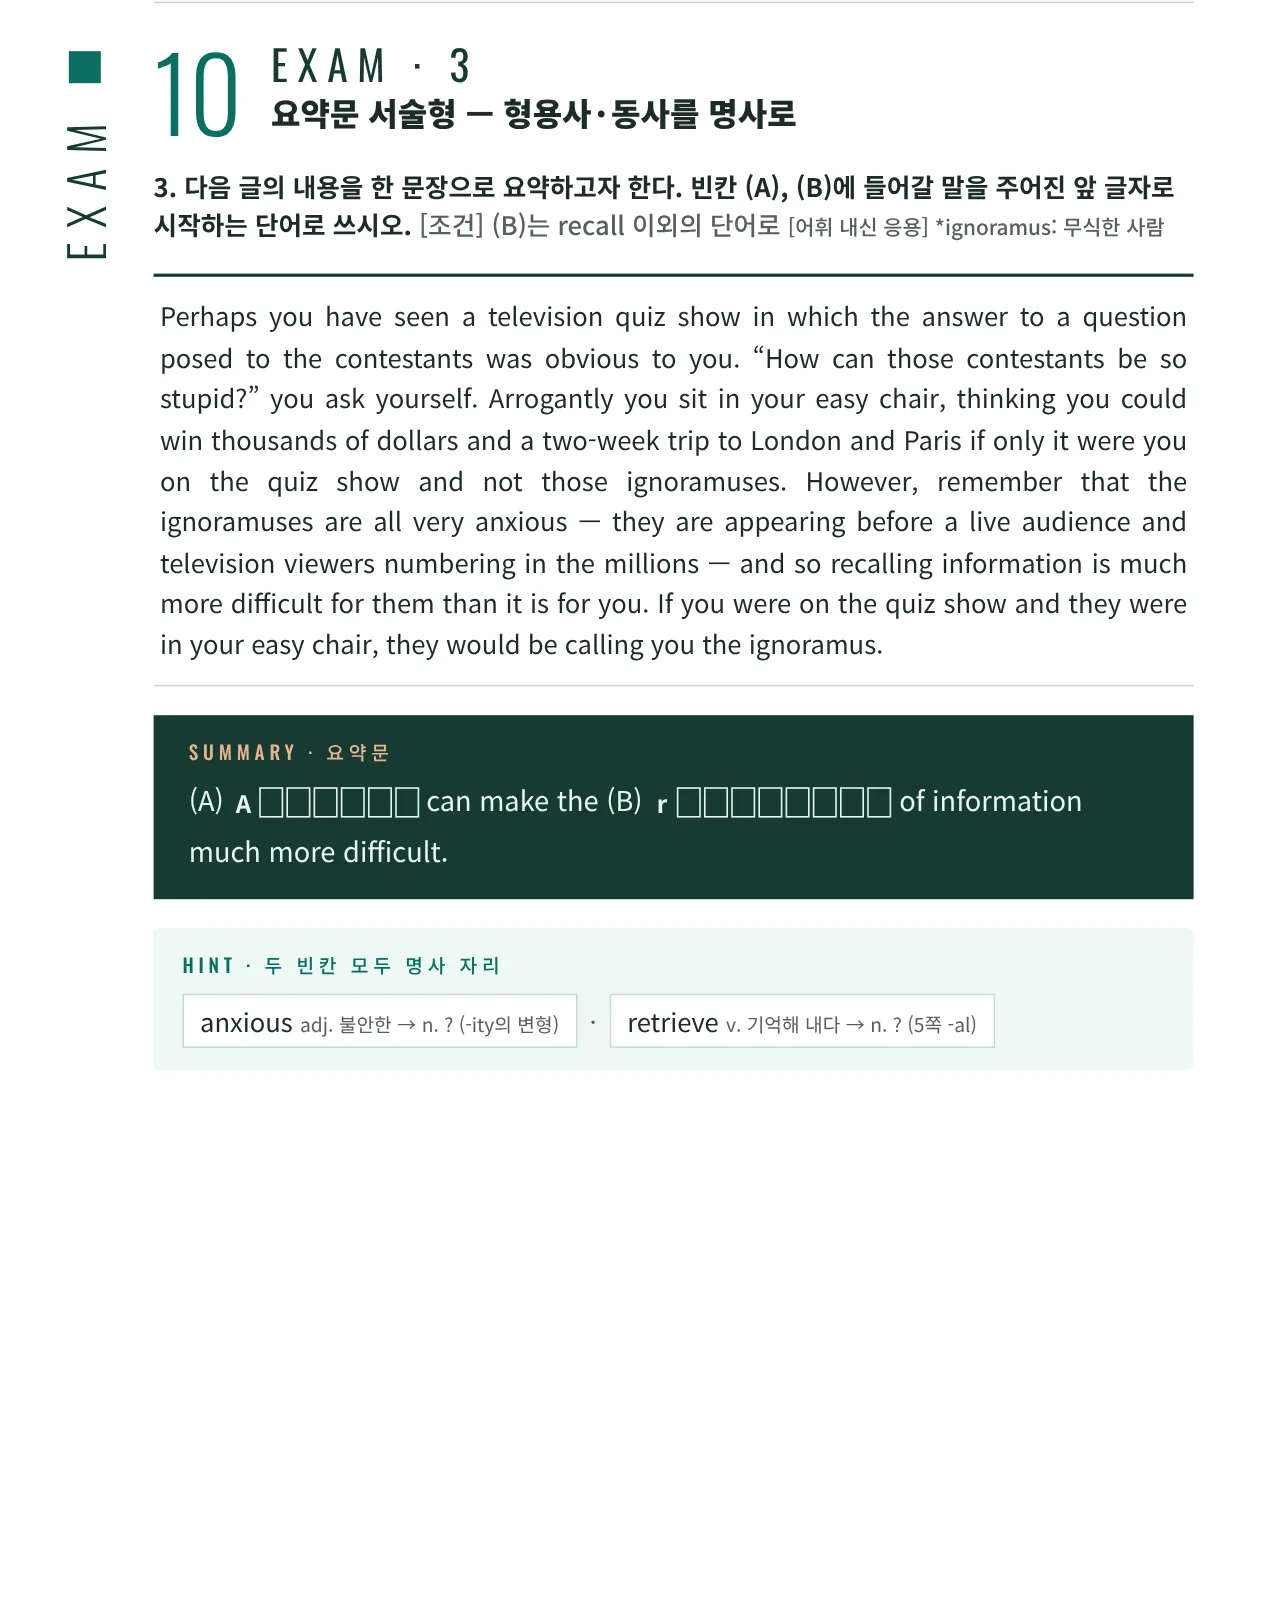 EXAM
10
EXAM · 3
요약문 서술형 — 형용사·동사를 명사로
3. 다음 글의 내용을 한 문장으로 요약하고자 한다. 빈칸 (A), (B)에 들어갈 말을 주어진 앞 글자로
시작하는 단어로 쓰시오. [조건] (B)는 recall 이외의 단어로 [어휘 내신 응용] *ignoramus: 무식한 사람
Perhaps you have seen a television quiz show in which the answer to a question
posed to the contestants was obvious to you. “How can those contestants be so
stupid?” you ask yourself. Arrogantly you sit in your easy chair, thinking you could
win thousands of dollars and a two-week trip to London and Paris if only it were you
on the quiz show and not those ignoramuses. However, remember that the
ignoramuses are all very anxious — they are appearing before a live audience and
television viewers numbering in the millions — and so recalling information is much
more difficult for them than it is for you. If you were on the quiz show and they were
in your easy chair, they would be calling you the ignoramus.
SUMMARY · 요약문
(A) A □□□□□□ can make the (B) r □□□□□□□□ of information
much more difficult.
HINT · 두 빈칸 모두 명사 자리
anxious adj. 불안한 → n. ? (-ity의 변형) · retrieve v. 기억해 내다 → n. ? (5쪽 -al)